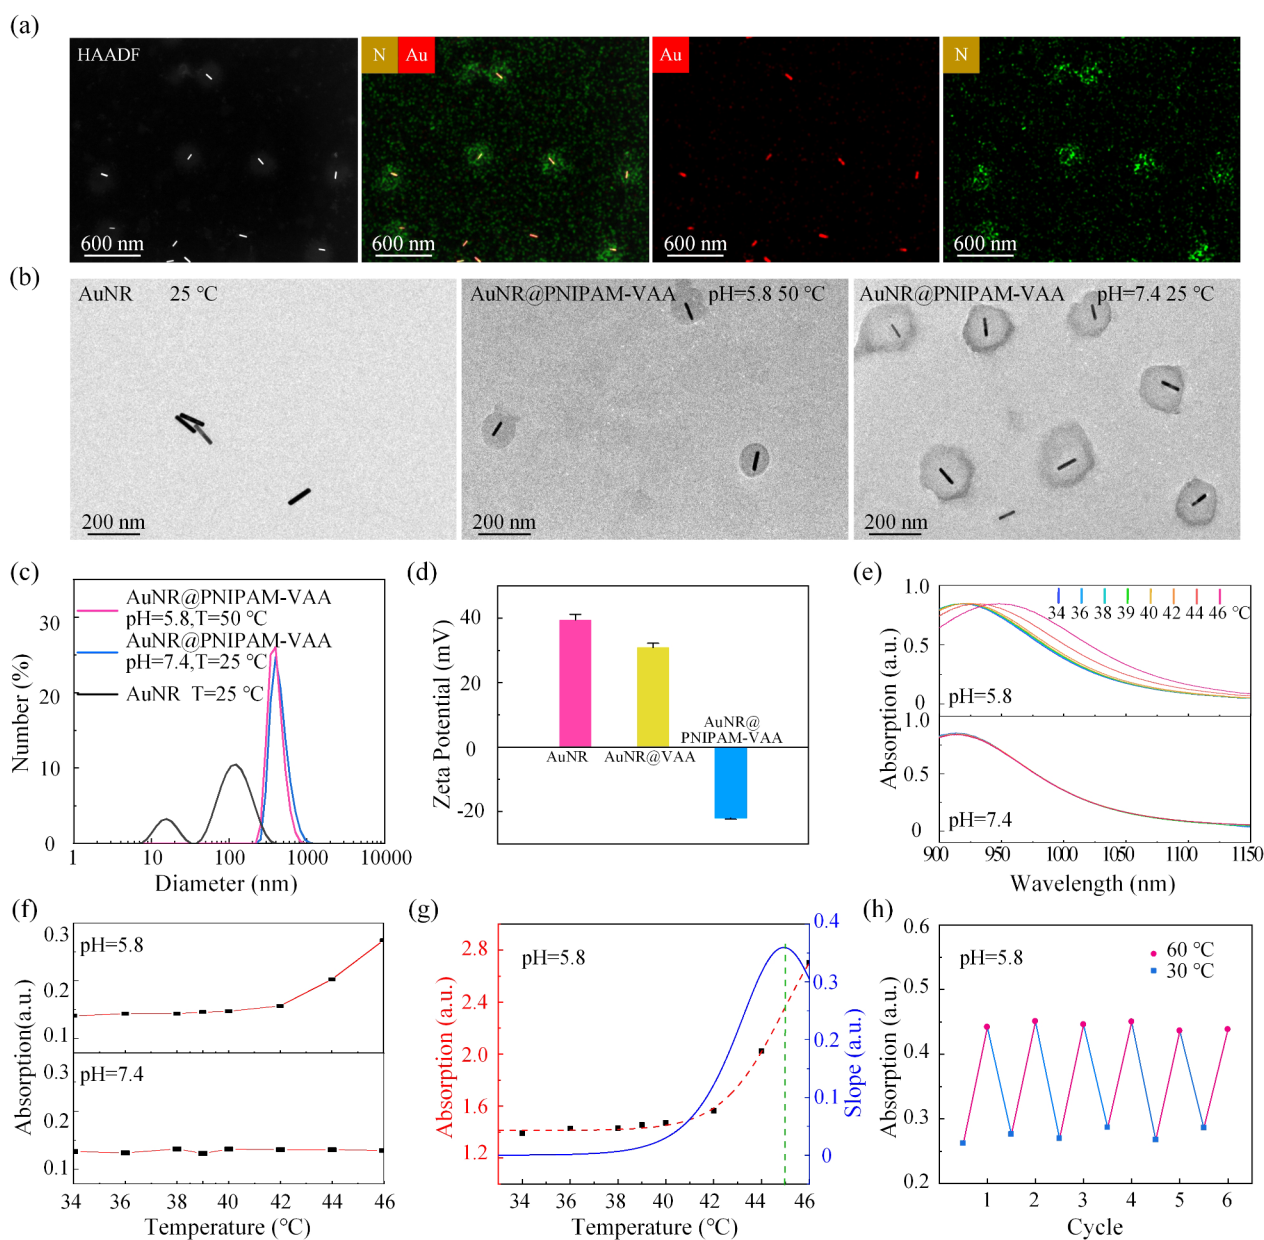 (a)
HAADF
N Au
Au
N
600 nm
600 nm
600 nm
600 nm
(b)
AuNR 25 °C
AuNR@PNIPAM-VAA pH=5.8 50 °C
AuNR@PNIPAM-VAA pH=7.4 25 °C
200 nm
200 nm
200 nm
(c)
AuNR@PNIPAM-VAA
pH=5.8,T=50 °C
AuNR@PNIPAM-VAA
pH=7.4,T=25 °C
AuNR T=25 °C
Number (%)
30
20
10
0
1 10 100 1000 10000
Diameter (nm)
(d)
Zeta Potential (mV)
40
20
0
-20
AuNR
AuNR@VAA
AuNR@
PNIPAM-VAA
(e)
Absorption (a.u.)
1.0
0.5
0
34 36 38 39 40 42 44 46 °C
pH=5.8
1.0
0.5
0
pH=7.4
900 950 1000 1050 1100 1150
Wavelength (nm)
(f)
Absorption(a.u.)
0.3
0.2
0.1
pH=5.8
0.3
0.2
0.1
pH=7.4
34 36 38 40 42 44 46
Temperature (°C)
(g)
Absorption (a.u.)
2.8
2.4
2.0
1.6
1.2
pH=5.8
0.4
0.3
0.2
0.1
0
Slope (a.u.)
34 36 38 40 42 44 46
Temperature (°C)
(h)
Absorption (a.u.)
0.6
0.5
0.4
0.3
0.2
pH=5.8
60 °C
30 °C
1 2 3 4 5 6
Cycle